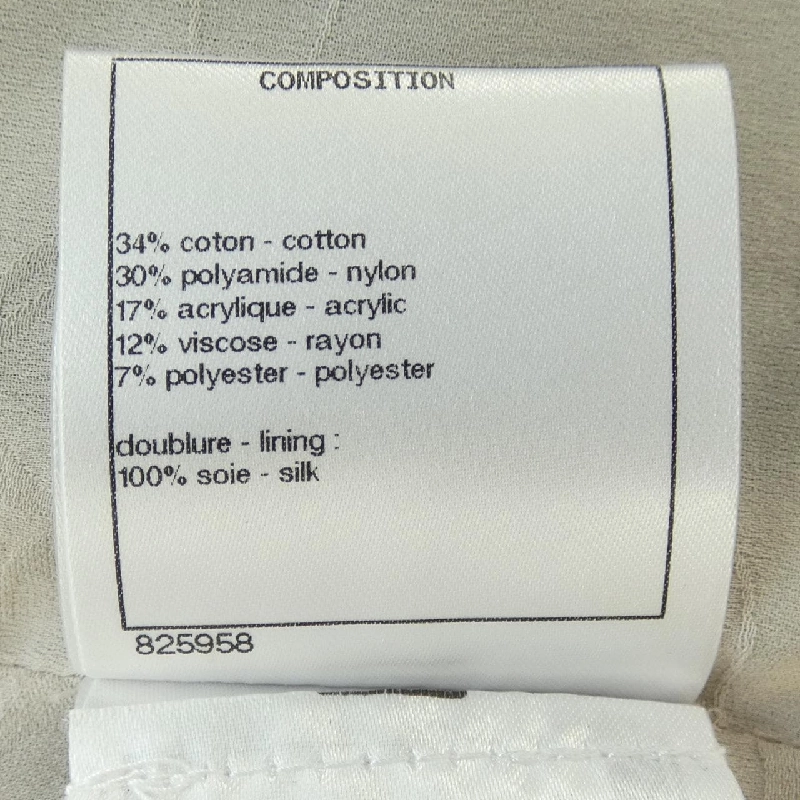 COMPOSITION
34% coton - cotton
30% polyamide - nylon
17% acrylique - acrylic
12% viscose - rayon
7% polyester - polyester
doublure - lining :
100% soie - silk
825958